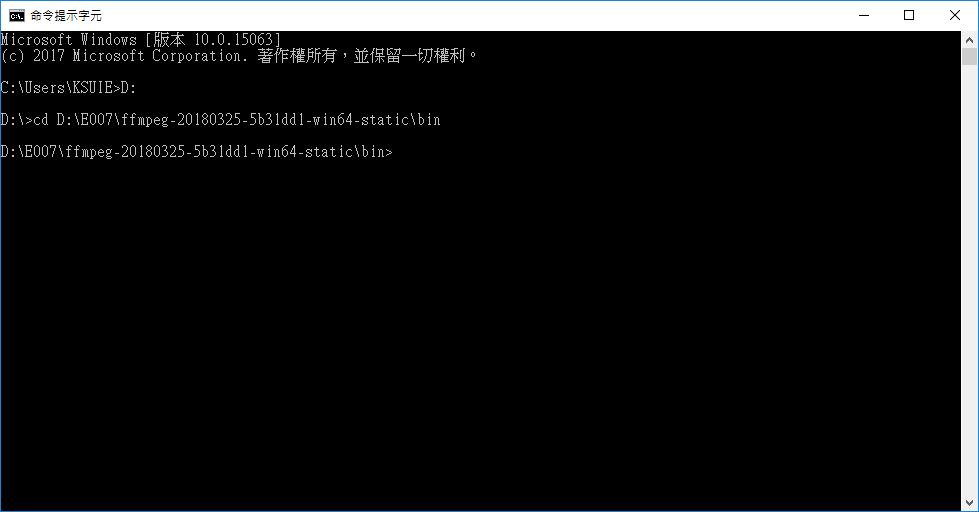 命令提示字元
Microsoft Windows [版本 10.0.15063]
(c) 2017 Microsoft Corporation. 著作權所有，並保留一切權利。
C:\Users\KSUIE>D:
D:\>cd D:\E007\ffmpeg-20180325-5b31dd1-win64-static\bin
D:\E007\ffmpeg-20180325-5b31dd1-win64-static\bin>